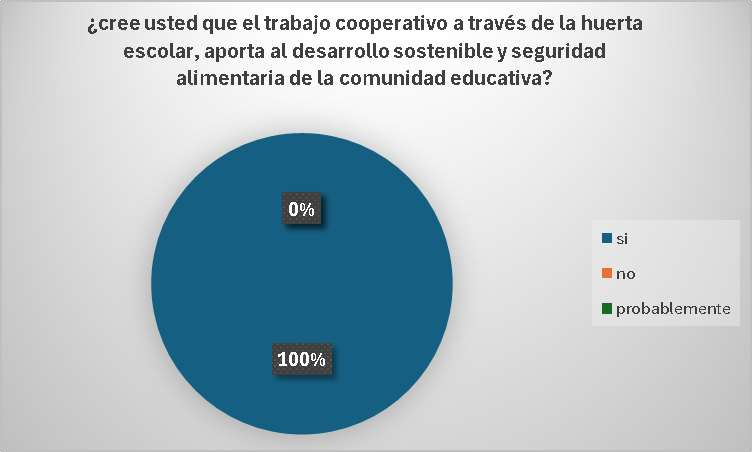 ¿cree usted que el trabajo cooperativo a través de la huerta
escolar, aporta al desarrollo sostenible y seguridad
alimentaria de la comunidad educativa?
0%
100%
si
no
probablemente